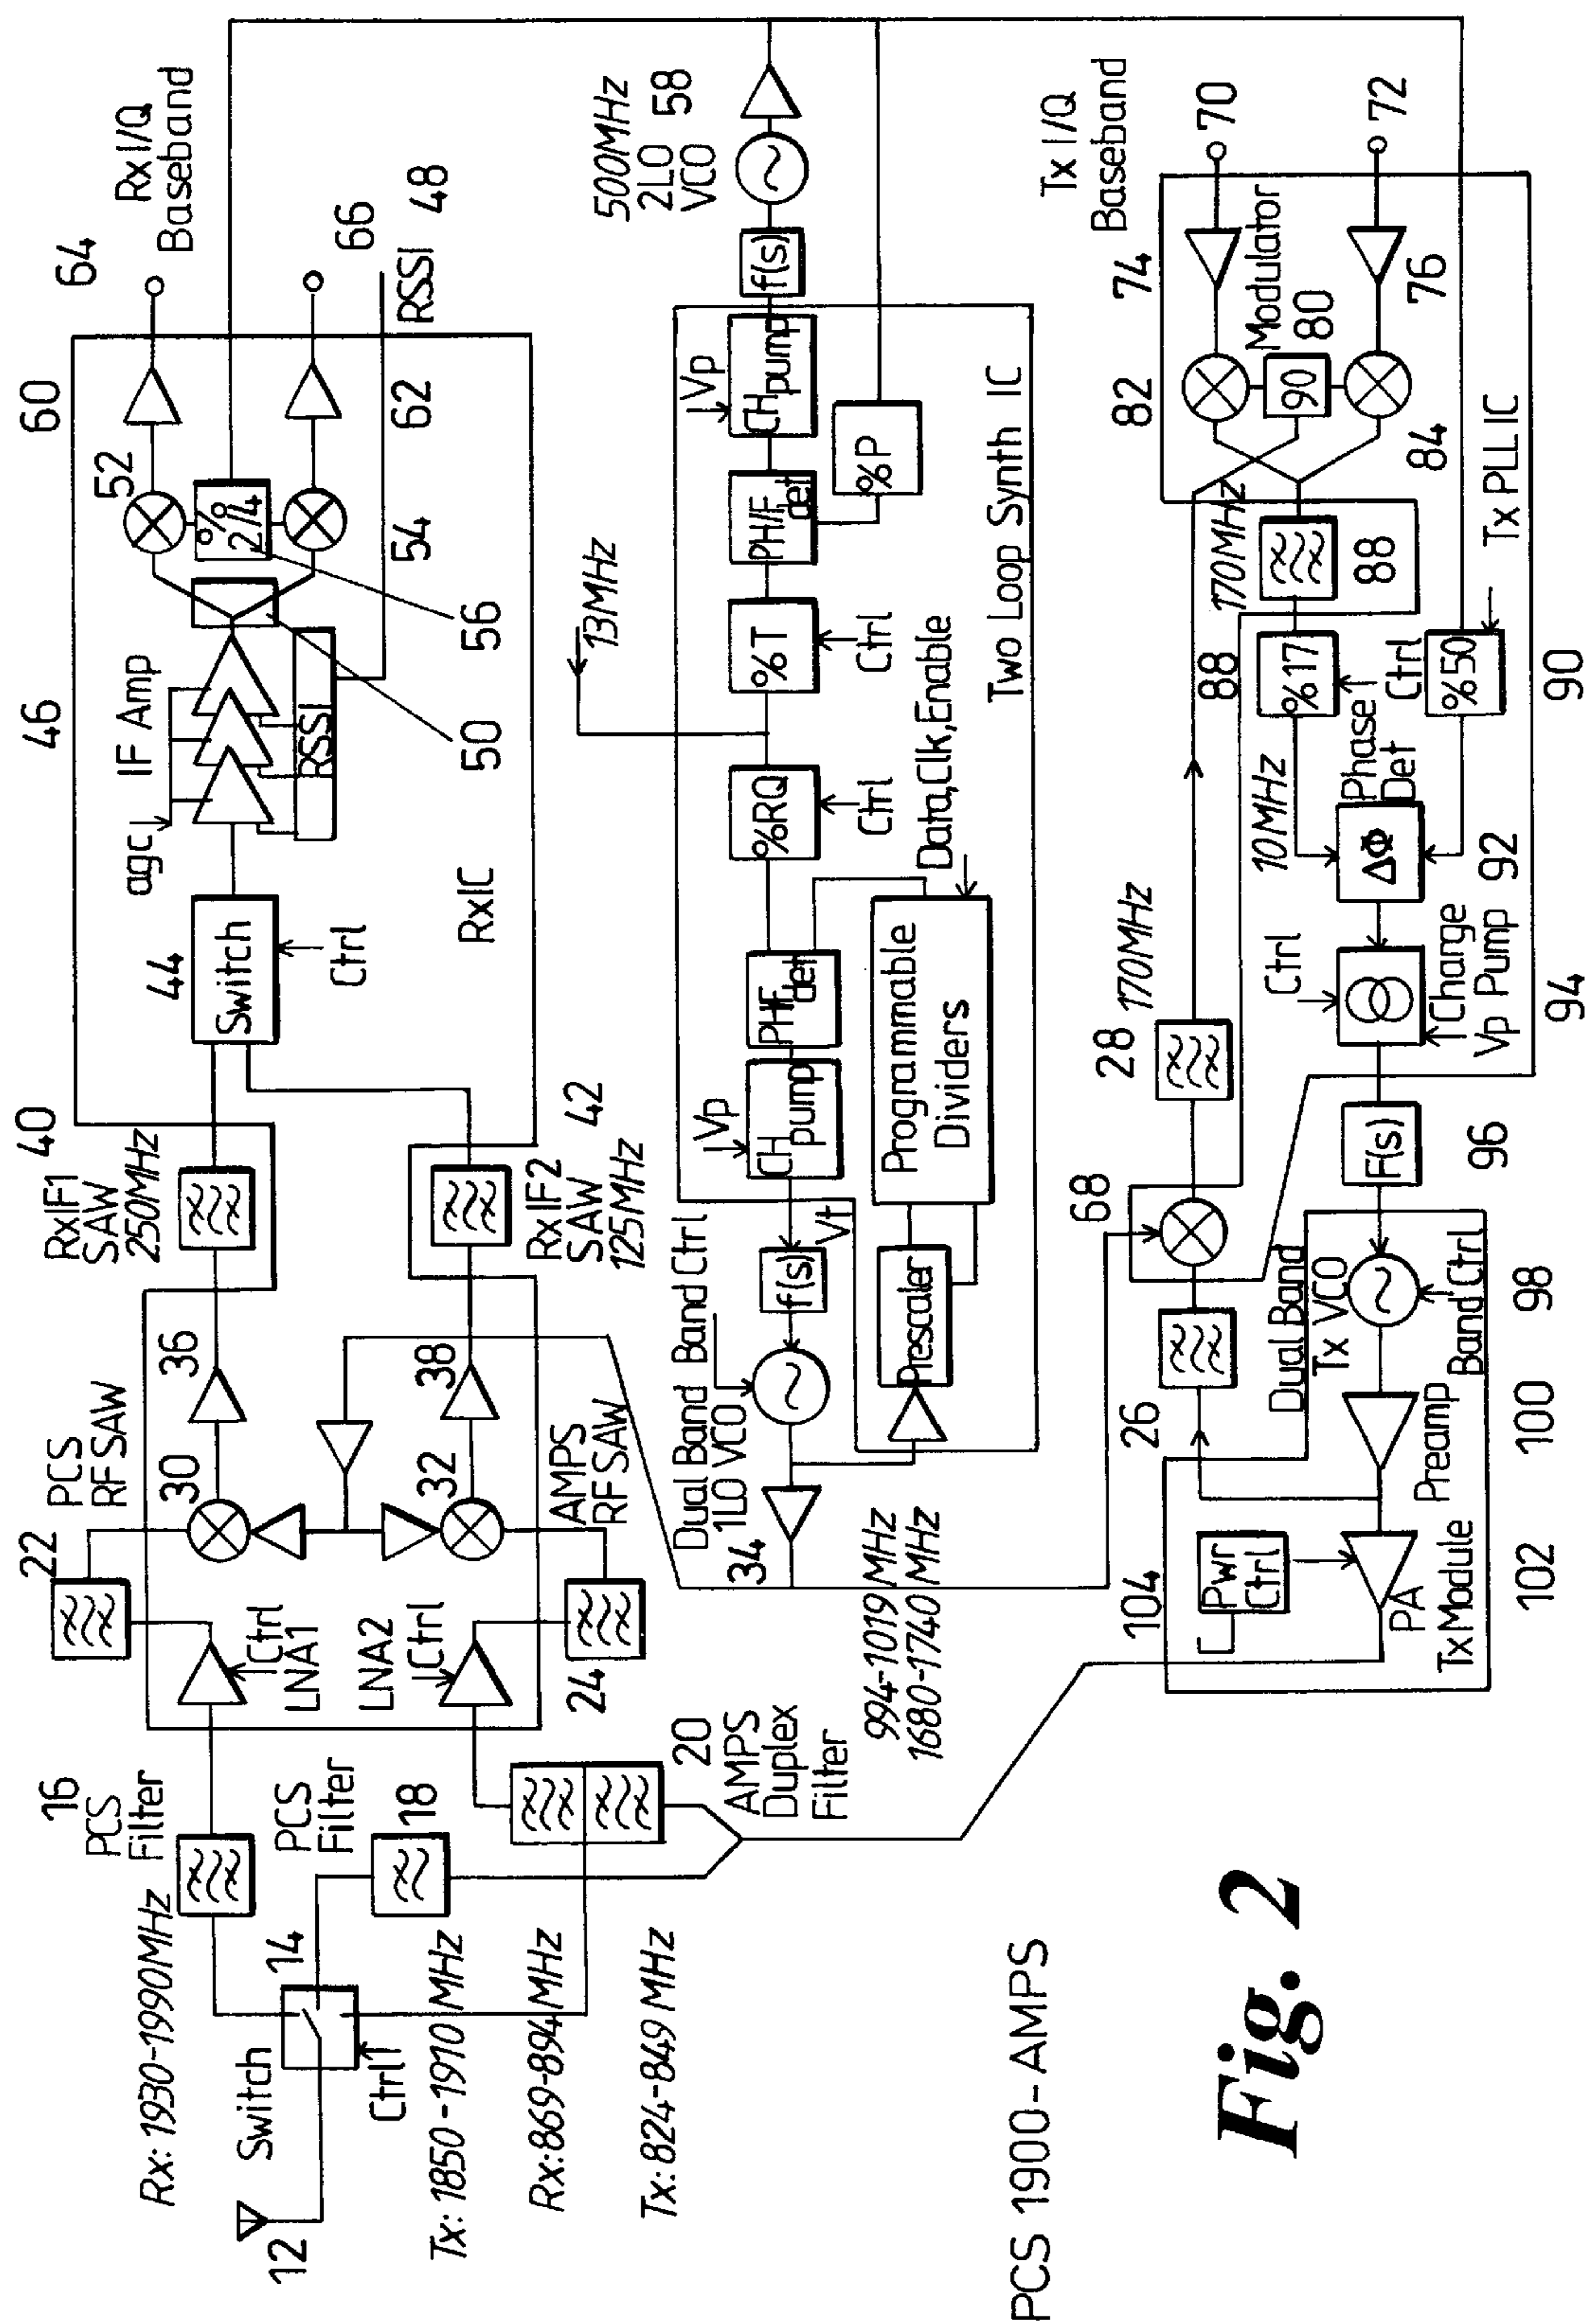 12
Switch
14
Ctrl
Rx: 1930-1990MHz
Tx: 1850-1910 MHz
Rx: 869-894 MHz
Tx: 824-849 MHz
16
PCS
Filter
PCS
Filter
18
20
AMPS
Duplex
Filter
22
PCS
RF SAW
Ctrl
LNA1
LNA2
Ctrl
24
AMPS
RF SAW
30
32
36
38
40
RxIF1
SAW
250MHz
RxIF2
SAW
125MHz
42
44
Switch
Ctrl
RxIC
46
agc
IF Amp
RSSI
50
56
52
%
2/4
54
60
62
64
Rx I/Q
Baseband
66
48
RSSI
34
994-1019 MHz
1680-1740 MHz
Dual Band
1LO VCO
Band Ctrl
f(s)
Vt
Prescaler
Vp
CH
pump
PHF
det
Programmable
Dividers
Data,Clk,Enable
%RQ
Ctrl
13MHz
%T
Ctrl
PH/F
det
%P
Vp
CH
pump
Two Loop Synth IC
f(s)
500MHz
2LO
VCO
58
104
Pwr
Ctrl
PA
Tx Module
102
Preamp
100
26
Dual Band
Tx VCO
Band Ctrl
98
68
F(s)
96
28
170MHz
Ctrl
Charge
Vp Pump
94
ΔΦ
92
10MHz
Phase
Det
88
%17
Ctrl
%50
90
Tx PLL IC
170MHz
88
82
84
90
80
Modulator
74
76
Tx I/Q
Baseband
70
72
PCS 1900-AMPS
Fig. 2